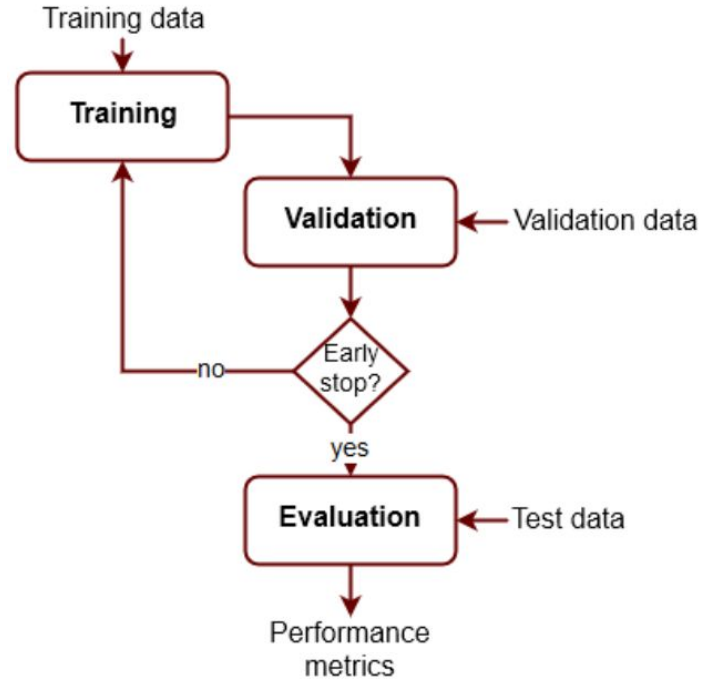 Training data
Training
Validation
Validation data
Early
stop?
no
yes
Evaluation
Test data
Performance
metrics